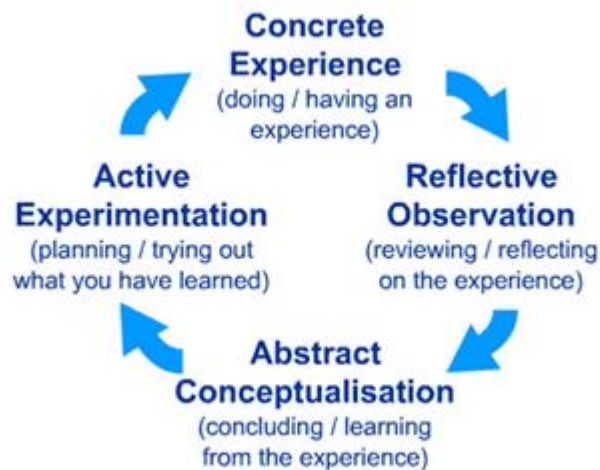 Concrete
Experience
(doing / having an
experience)
Reflective
Observation
(reviewing / reflecting
on the experience)
Abstract
Conceptualisation
(concluding / learning
from the experience)
Active
Experimentation
(planning / trying out
what you have learned)